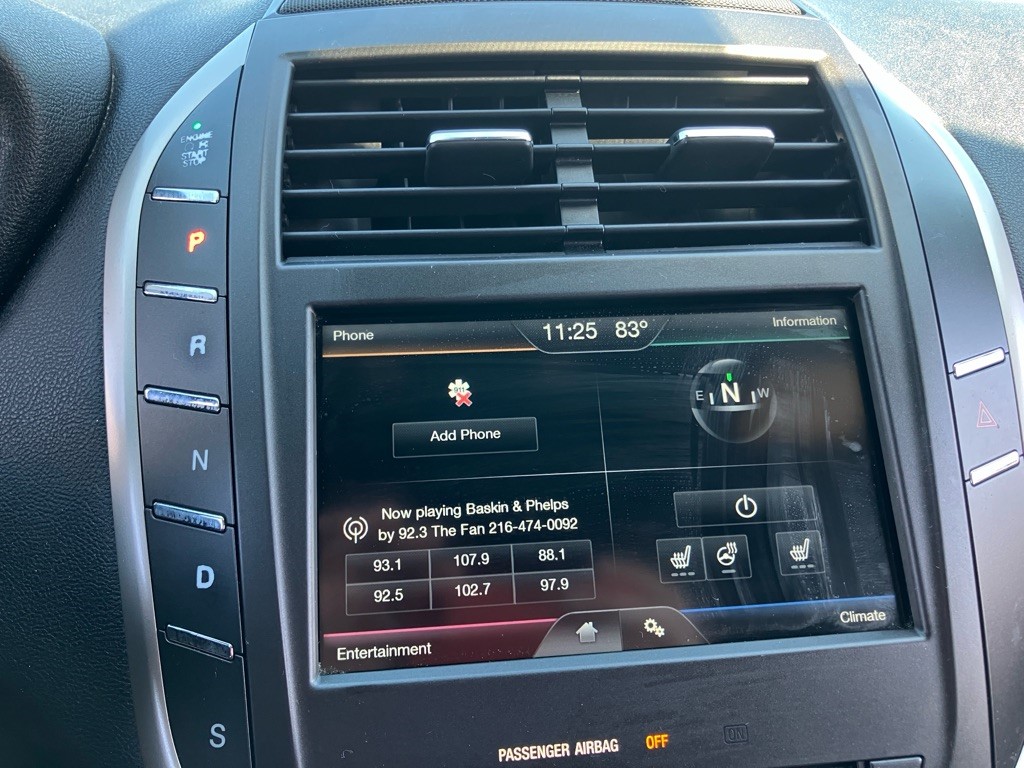 ENGINE
START
STOP
P
R
N
D
S
Phone
11:25 83°
Information
911
Add Phone
E N W
Now playing Baskin & Phelps
by 92.3 The Fan 216-474-0092
93.1 107.9 88.1
92.5 102.7 97.9
Entertainment
Climate
PASSENGER AIRBAG OFF ON